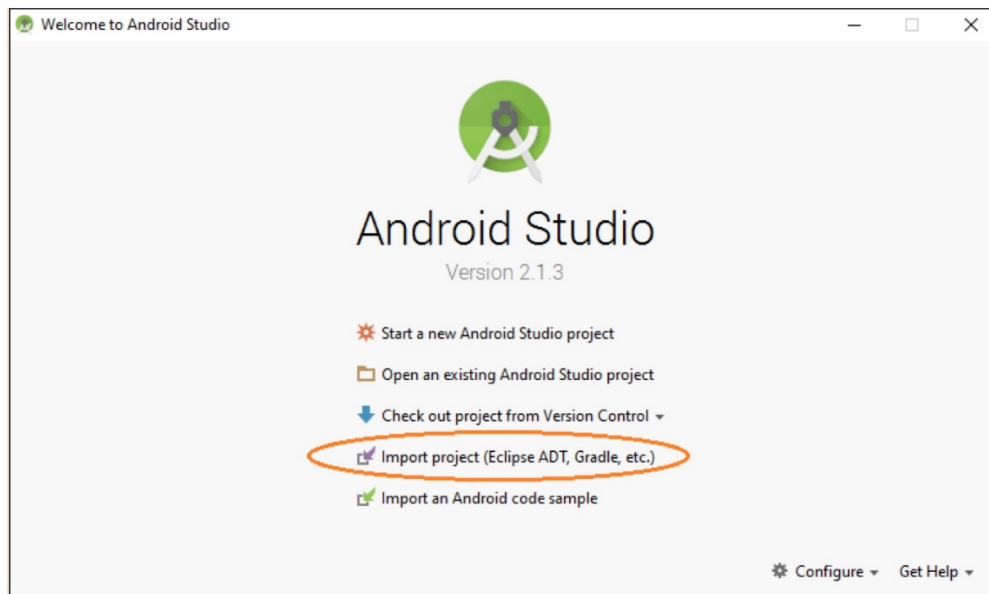 Welcome to Android Studio
Android Studio
Version 2.1.3
Start a new Android Studio project
Open an existing Android Studio project
Check out project from Version Control
Import project (Eclipse ADT, Gradle, etc.)
Import an Android code sample
Configure Get Help